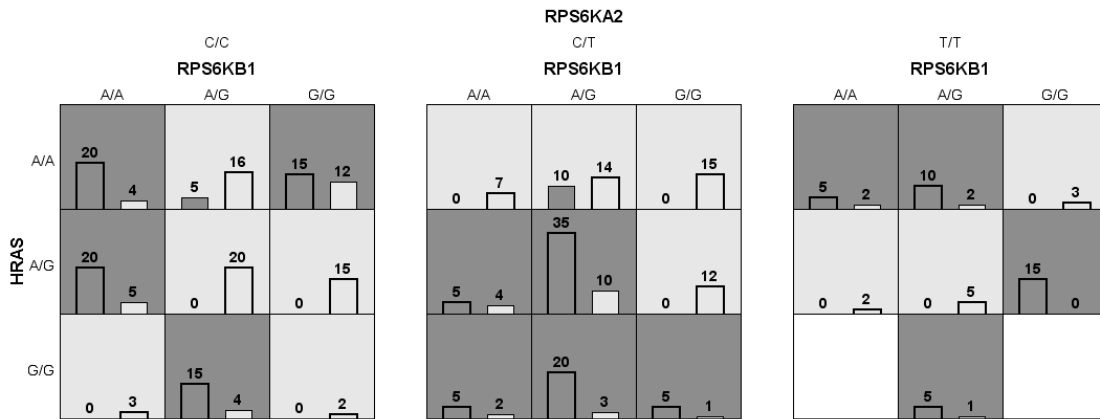 RPS6KA2
C/C C/T T/T
RPS6KB1 RPS6KB1 RPS6KB1
A/A A/G G/G A/A A/G G/G A/A A/G G/G
HRAS
A/A 20 4 5 16 15 12 0 7 10 14 0 15 5 2 10 2 0 3
A/G 20 5 0 20 0 15 5 4 35 10 0 12 0 2 0 5 15 0
G/G 0 3 15 4 0 2 5 2 20 3 5 1 5 1